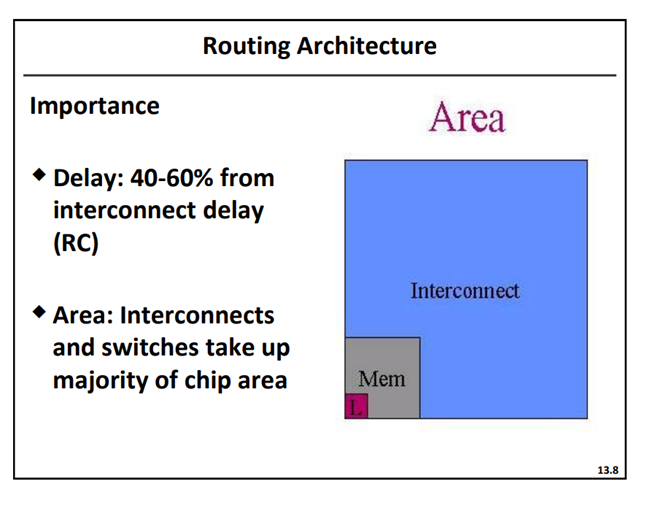 Routing Architecture
Importance
Area
◆ Delay: 40-60% from
interconnect delay
(RC)
◆ Area: Interconnects
and switches take up
majority of chip area
Interconnect
Mem
L
13.8